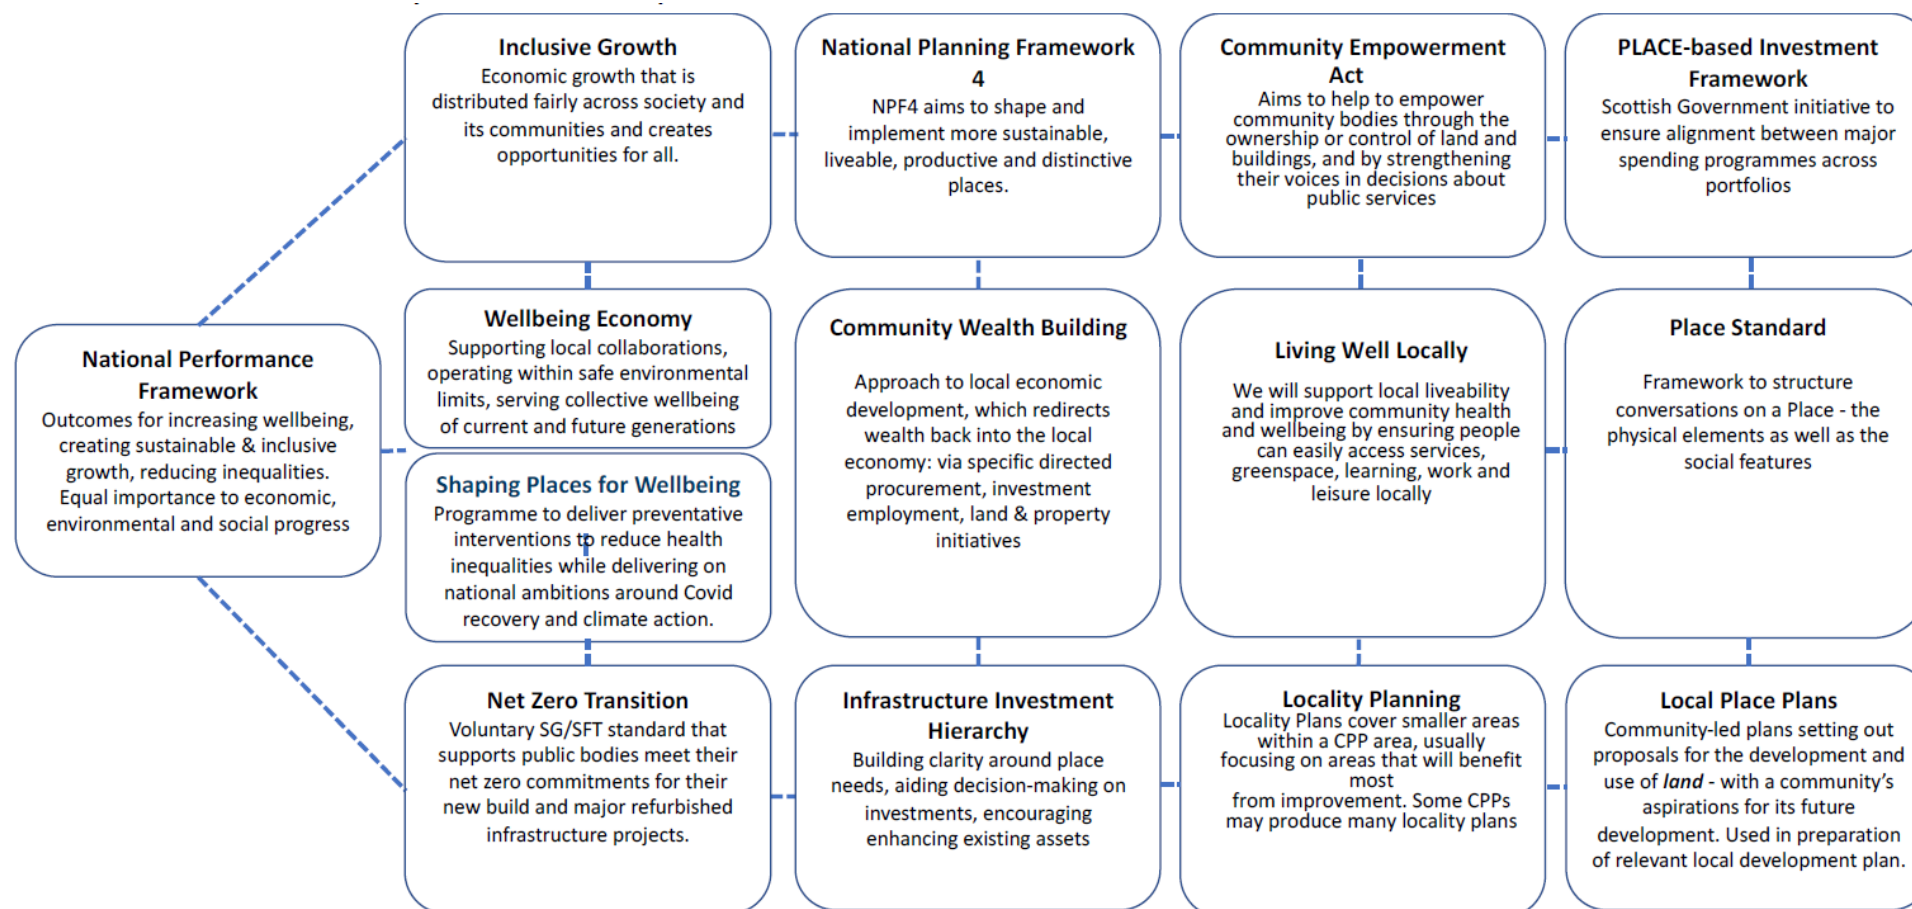 National Performance
Framework
Outcomes for increasing wellbeing,
creating sustainable & inclusive
growth, reducing inequalities.
Equal importance to economic,
environmental and social progress
Inclusive Growth
Economic growth that is
distributed fairly across society and
its communities and creates
opportunities for all.
National Planning Framework
4
NPF4 aims to shape and
implement more sustainable,
liveable, productive and distinctive
places.
Community Empowerment
Act
Aims to help to empower
community bodies through the
ownership or control of land and
buildings, and by strengthening
their voices in decisions about
public services
PLACE-based Investment
Framework
Scottish Government initiative to
ensure alignment between major
spending programmes across
portfolios
Wellbeing Economy
Supporting local collaborations,
operating within safe environmental
limits, serving collective wellbeing
of current and future generations
Shaping Places for Wellbeing
Programme to deliver preventative
interventions to reduce health
inequalities while delivering on
national ambitions around Covid
recovery and climate action.
Community Wealth Building
Approach to local economic
development, which redirects
wealth back into the local
economy: via specific directed
procurement, investment
employment, land & property
initiatives
Living Well Locally
We will support local liveability
and improve community health
and wellbeing by ensuring people
can easily access services,
greenspace, learning, work and
leisure locally
Place Standard
Framework to structure
conversations on a Place - the
physical elements as well as the
social features
Net Zero Transition
Voluntary SG/SFT standard that
supports public bodies meet their
net zero commitments for their
new build and major refurbished
infrastructure projects.
Infrastructure Investment
Hierarchy
Building clarity around place
needs, aiding decision-making on
investments, encouraging
enhancing existing assets
Locality Planning
Locality Plans cover smaller areas
within a CPP area, usually
focusing on areas that will benefit
most
from improvement. Some CPPs
may produce many locality plans
Local Place Plans
Community-led plans setting out
proposals for the development and
use of land - with a community’s
aspirations for its future
development. Used in preparation
of relevant local development plan.